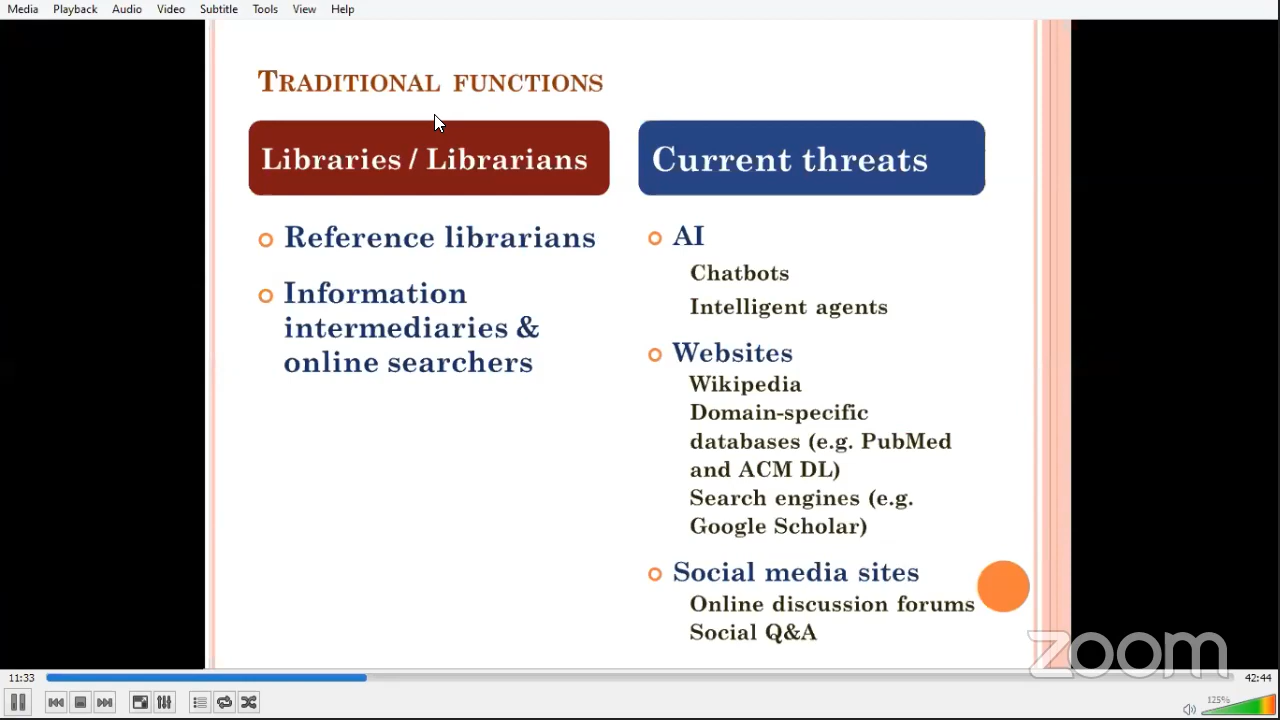 Media Playback Audio Video Subtitle Tools View Help
TRADITIONAL FUNCTIONS
Libraries / Librarians
Reference librarians
Information
intermediaries &
online searchers
Current threats
AI
Chatbots
Intelligent agents
Websites
Wikipedia
Domain-specific
databases (e.g. PubMed
and ACM DL)
Search engines (e.g.
Google Scholar)
Social media sites
Online discussion forums
Social Q&A
zoom
11:33
42:44
125%